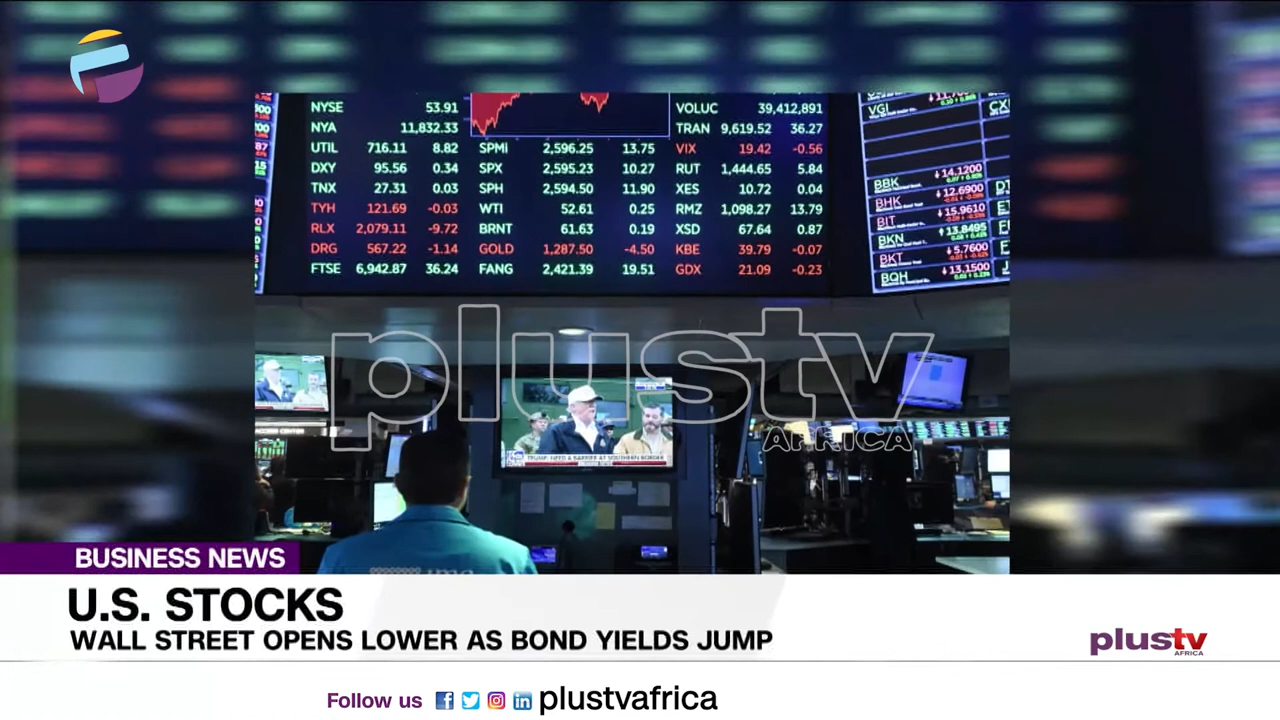 NYSE 53.91
NYA 11,832.33
UTIL 716.11 8.82
DXY 95.56 0.34
TNX 27.31 0.03
TYH 121.69 -0.03
RLX 2,079.11 -9.72
DRG 567.22 -1.14
FTSE 6,942.87 36.24
SPMi 2,596.25 13.75
SPX 2,595.23 10.27
SPH 2,594.50 11.90
WTI 52.61 0.25
BRNT 61.63 0.19
GOLD 1,287.50 -4.50
FANG 2,421.39 19.51
VOLUC 39,412,891
TRAN 9,619.52 36.27
VIX 19.42 -0.56
RUT 1,444.65 5.84
XES 10.72 0.04
RMZ 1,098.27 13.79
XSD 67.64 0.87
KBE 39.79 -0.07
GDX 21.09 -0.23
VGI
BBK 14.1200
BHK 12.6900
BIT 15.9610
BKN 13.8495
BKT 5.7600
BQH 13.1500
plustv
AFRICA
TRUMP: NEED A BARRIER AT SOUTHERN BORDER
BUSINESS NEWS
U.S. STOCKS
WALL STREET OPENS LOWER AS BOND YIELDS JUMP
plustv
AFRICA
Follow us plustvafrica